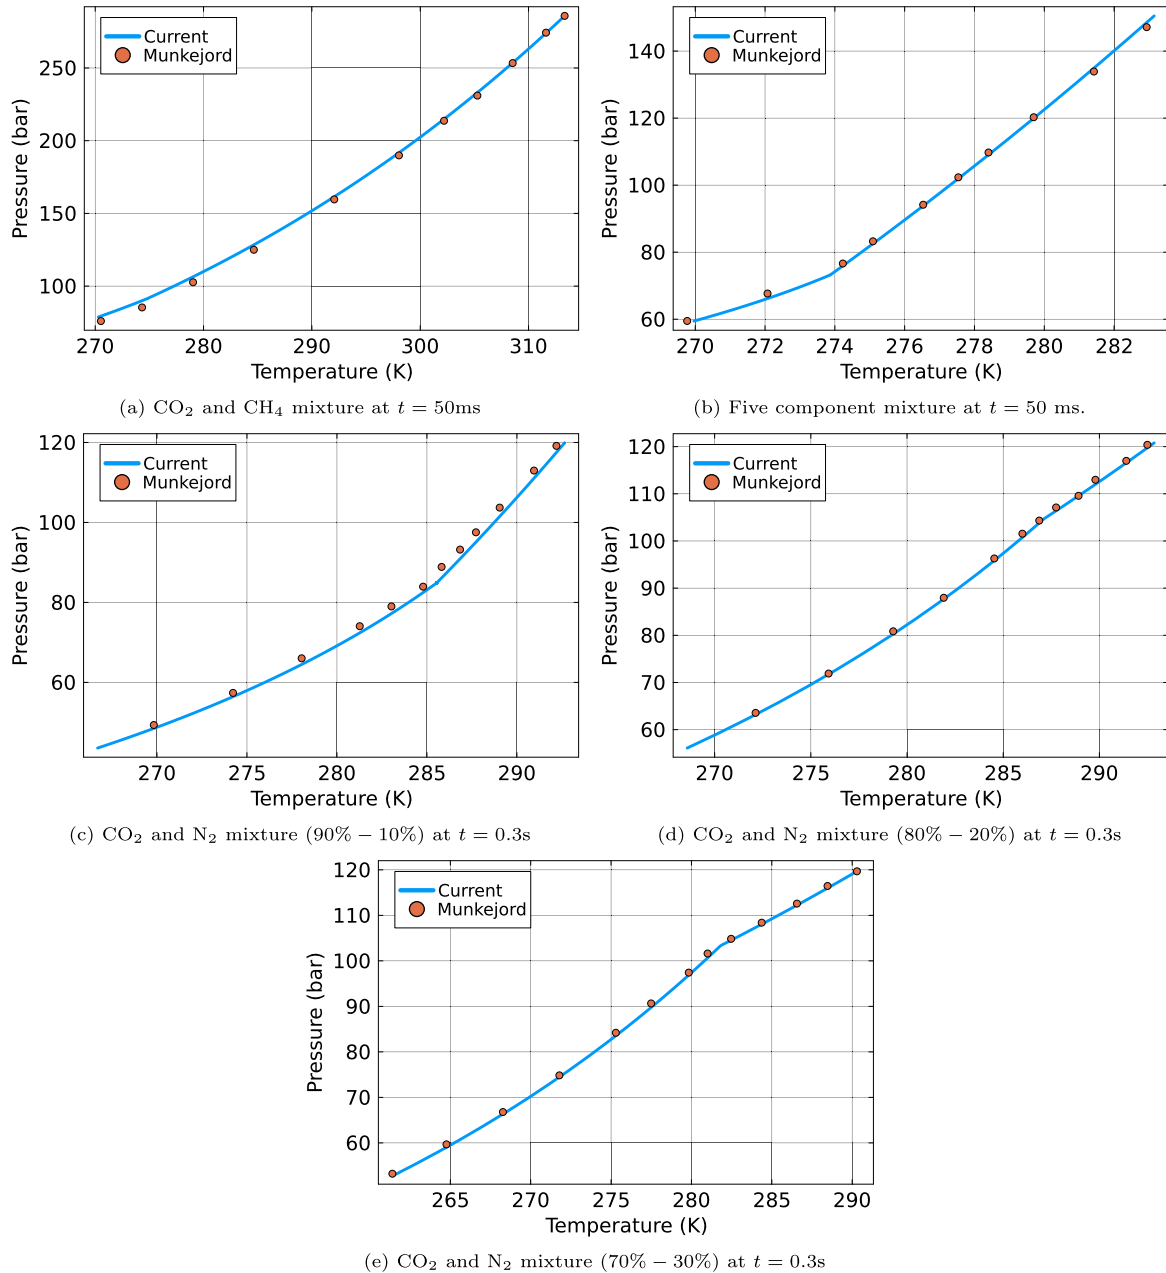 Current
Munkejord
250
200
150
100
Pressure (bar)
270 280 290 300 310
Temperature (K)
(a) CO₂ and CH₄ mixture at t = 50ms
Current
Munkejord
140
120
100
80
60
Pressure (bar)
270 272 274 276 278 280 282
Temperature (K)
(b) Five component mixture at t = 50 ms.
Current
Munkejord
120
100
80
60
Pressure (bar)
270 275 280 285 290
Temperature (K)
(c) CO₂ and N₂ mixture (90% − 10%) at t = 0.3s
Current
Munkejord
120
110
100
90
80
70
60
Pressure (bar)
270 275 280 285 290
Temperature (K)
(d) CO₂ and N₂ mixture (80% − 20%) at t = 0.3s
Current
Munkejord
120
110
100
90
80
70
60
Pressure (bar)
265 270 275 280 285 290
Temperature (K)
(e) CO₂ and N₂ mixture (70% − 30%) at t = 0.3s